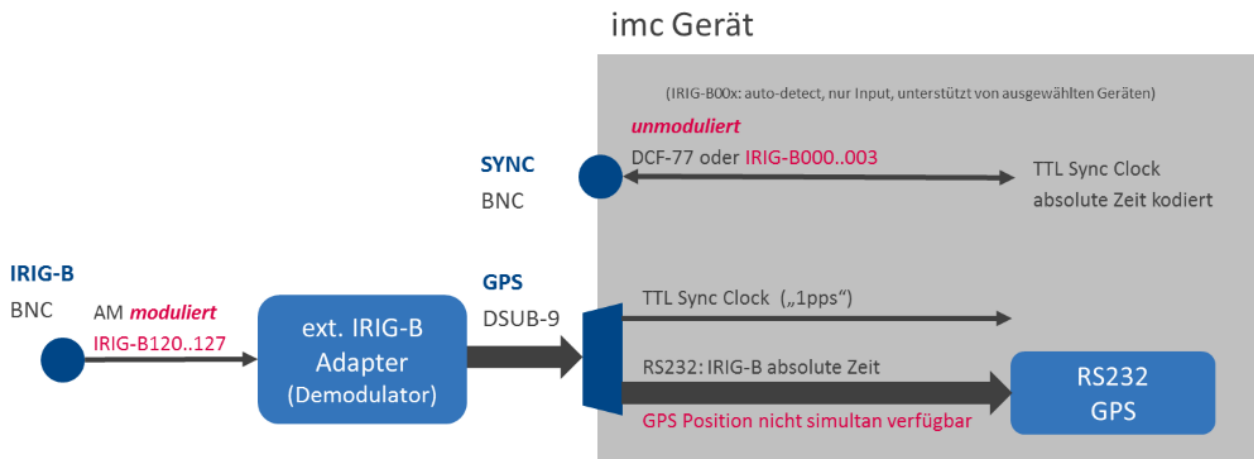 imc Gerät
(IRIG-B00x: auto-detect, nur Input, unterstützt von ausgewählten Geräten)
unmoduliert
DCF-77 oder IRIG-B000..003
SYNC
BNC
TTL Sync Clock
absolute Zeit kodiert
IRIG-B
BNC
AM moduliert
IRIG-B120..127
ext. IRIG-B
Adapter
(Demodulator)
GPS
DSUB-9
TTL Sync Clock („1pps“)
RS232: IRIG-B absolute Zeit
GPS Position nicht simultan verfügbar
RS232
GPS